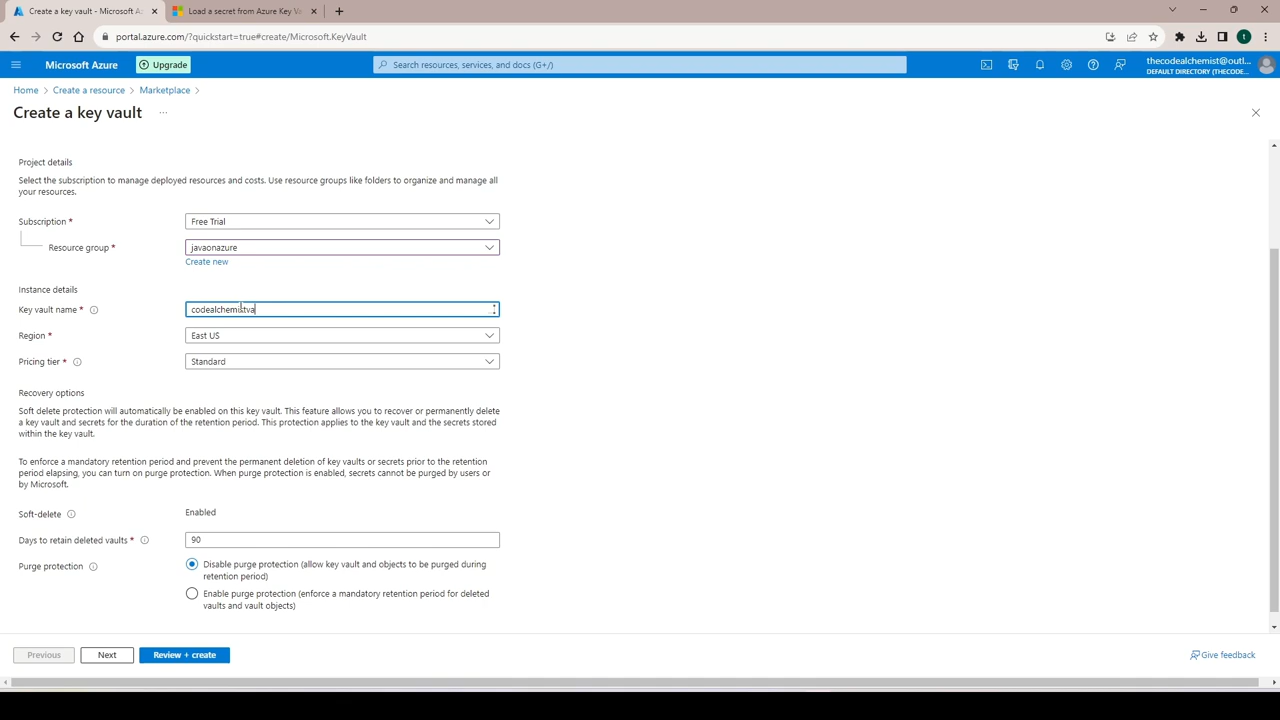 Create a key vault - Microsoft A
Load a secret from Azure Key Va
portal.azure.com/?quickstart=true#create/Microsoft.KeyVault
Microsoft Azure
Upgrade
Search resources, services, and docs (G+/)
thecodealchemist@outl...
DEFAULT DIRECTORY (THECODE...
Home > Create a resource > Marketplace >
Create a key vault ...
Project details
Select the subscription to manage deployed resources and costs. Use resource groups like folders to organize and manage all
your resources.
Subscription *
Free Trial
Resource group *
javaonazure
Create new
Instance details
Key vault name *
codealchemistva
Region *
East US
Pricing tier *
Standard
Recovery options
Soft delete protection will automatically be enabled on this key vault. This feature allows you to recover or permanently delete
a key vault and secrets for the duration of the retention period. This protection applies to the key vault and the secrets stored
within the key vault.
To enforce a mandatory retention period and prevent the permanent deletion of key vaults or secrets prior to the retention
period elapsing, you can turn on purge protection. When purge protection is enabled, secrets cannot be purged by users or
by Microsoft.
Soft-delete
Enabled
Days to retain deleted vaults *
90
Purge protection
Disable purge protection (allow key vault and objects to be purged during
retention period)
Enable purge protection (enforce a mandatory retention period for deleted
vaults and vault objects)
Previous
Next
Review + create
Give feedback